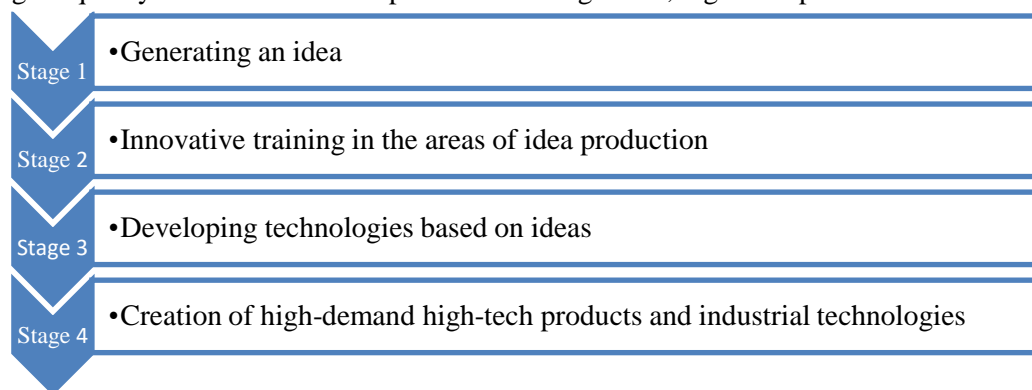 Stage 1
•Generating an idea
Stage 2
•Innovative training in the areas of idea production
Stage 3
•Developing technologies based on ideas
Stage 4
•Creation of high-demand high-tech products and industrial technologies